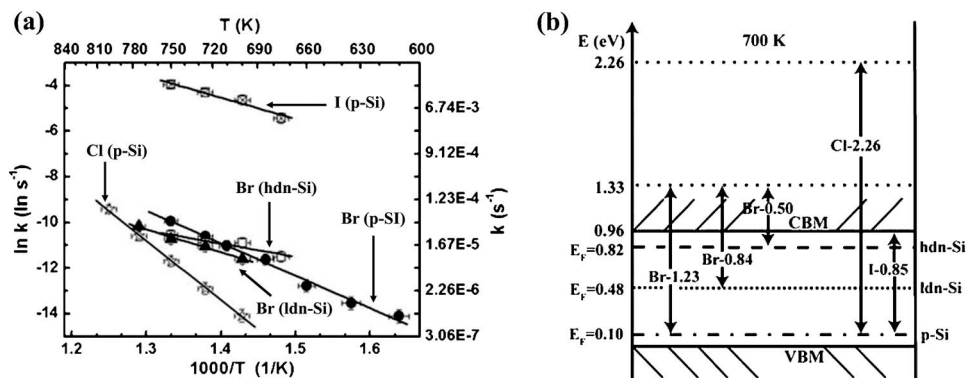 (a)
T (K)
840 810 780 750 720 690 660 630 600
-4
-6
-8
-10
-12
-14
ln k (ln s⁻¹)
I (p-Si)
Cl (p-Si)
Br (hdn-Si)
Br (p-SI)
Br (ldn-Si)
6.74E-3
9.12E-4
1.23E-4
1.67E-5
2.26E-6
3.06E-7
k (s⁻¹)
1.2 1.3 1.4 1.5 1.6
1000/T (1/K)
(b)
E (eV)
700 K
2.26
Cl-2.26
1.33
Br-0.50
CBM
0.96
E_F=0.82
hdn-Si
Br-0.84
Br-1.23
I-0.85
E_F=0.48
ldn-Si
E_F=0.10
p-Si
VBM